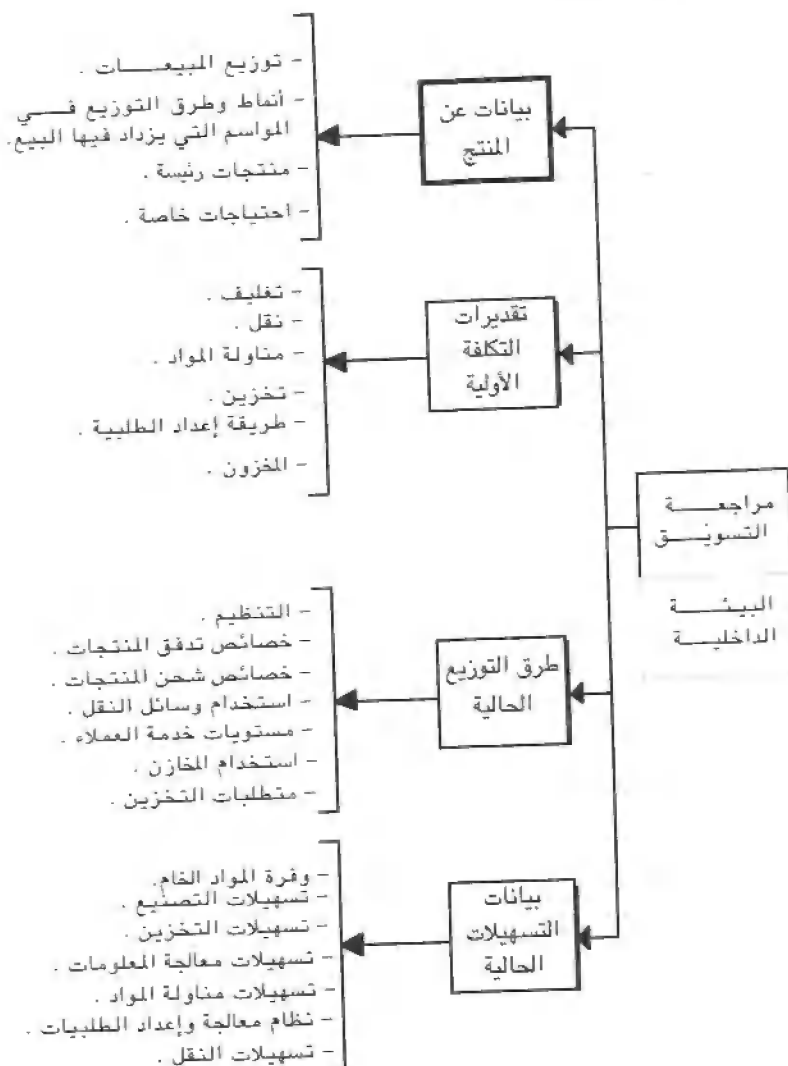 مراجعة
التسويق
البيئة
الداخلية
بيانات عن
المنتج
- توزيع المبيعات .
- أنماط وطرق التوزيع في
المواسم التي يزداد فيها البيع.
- منتجات رئيسة .
- احتياجات خاصة .
تقديرات
التكلفة
الأولية
- تغليف .
- نقل .
- مناولة المواد .
- تخزين .
- طريقة إعداد الطلبية .
- المخزون .
طرق التوزيع
الحالية
- التنظيم .
- خصائص تدفق المنتجات .
- خصائص شحن المنتجات .
- استخدام وسائل النقل .
- مستويات خدمة العملاء .
- استخدام المخازن .
- متطلبات التخزين .
بيانات
التسهيلات
الحالية
- وفرة المواد الخام.
- تسهيلات التصنيع .
- تسهيلات التخزين .
- تسهيلات معالجة المعلومات .
- تسهيلات مناولة المواد .
- نظام معالجة وإعداد الطلبيات .
- تسهيلات النقل .